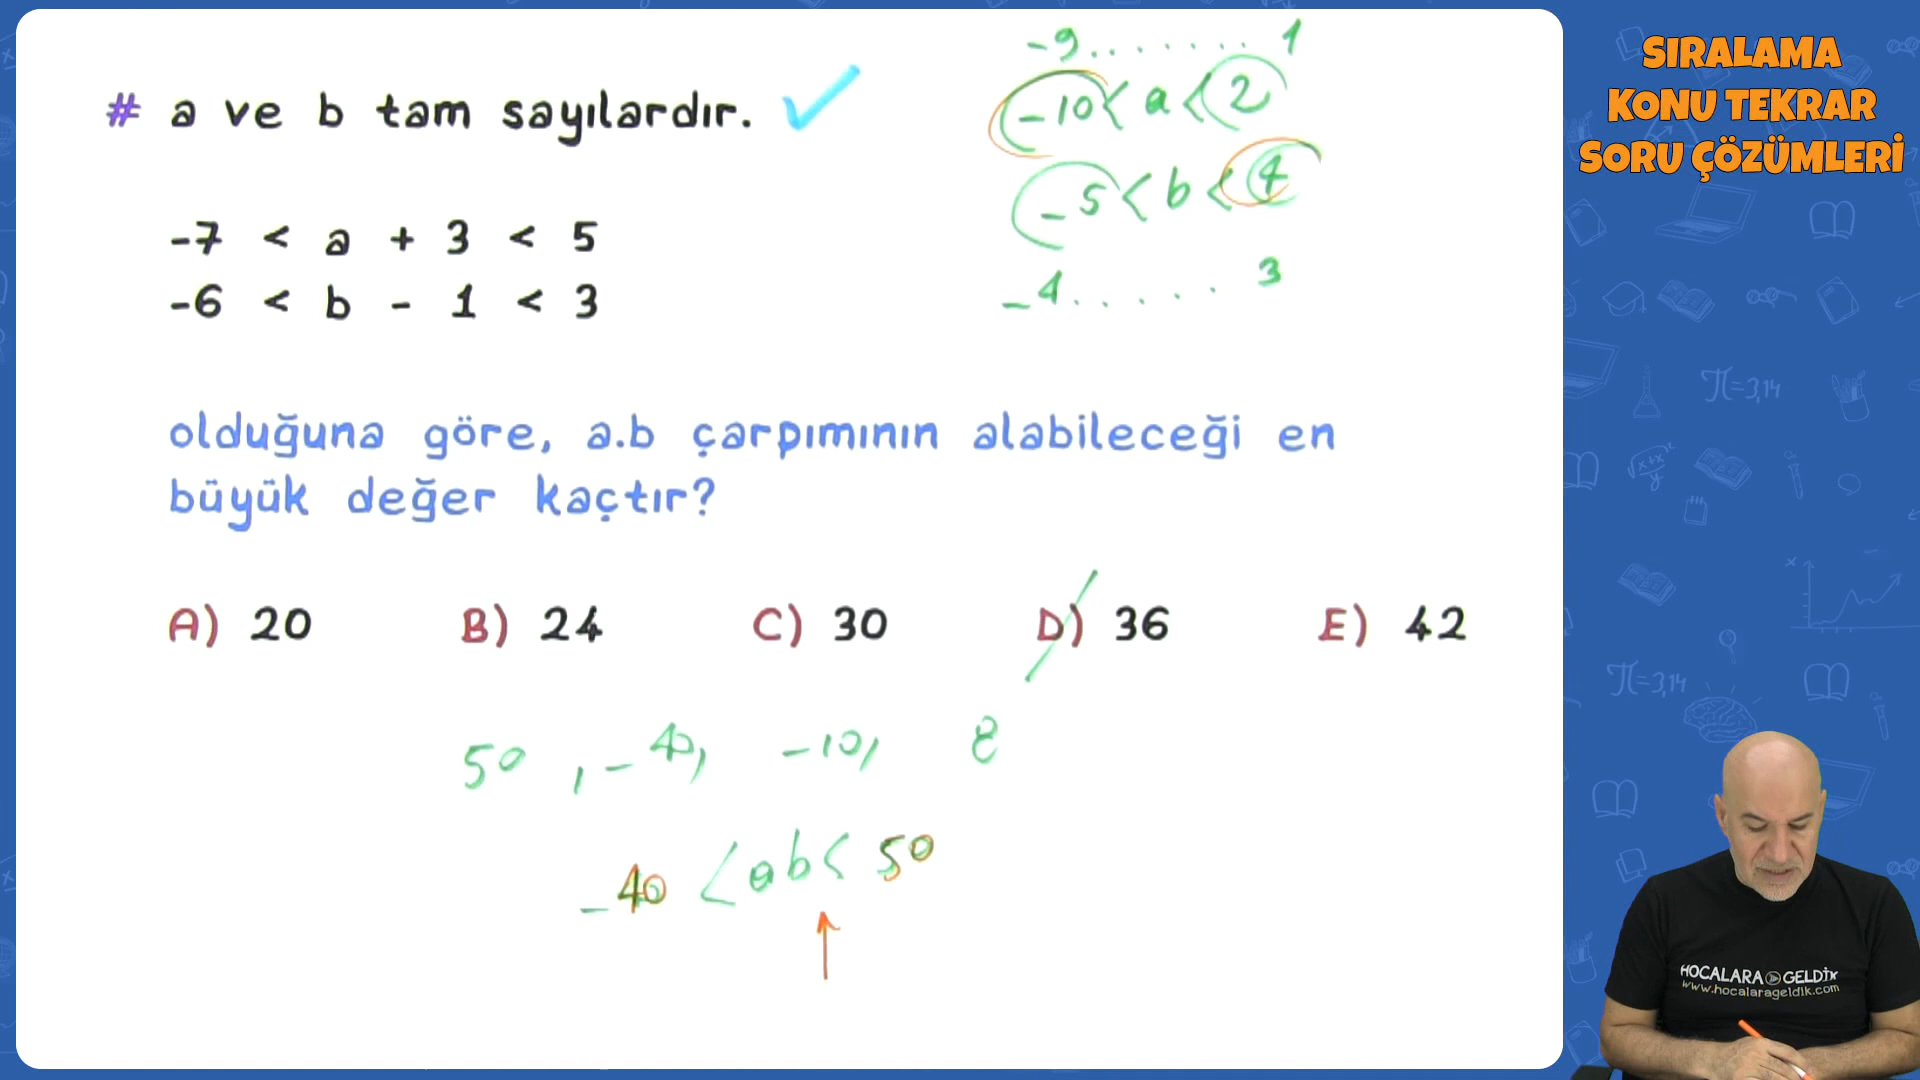 SIRALAMA
KONU TEKRAR
SORU ÇÖZÜMLERİ
-9....... 1
# a ve b tam sayılardır. ✓
-10 < a < 2
-5 < b < 4
-7 < a + 3 < 5
-6 < b - 1 < 3
-4...... 3
olduğuna göre, a.b çarpımının alabileceği en
büyük değer kaçtır?
A) 20 B) 24 C) 30 D) 36 E) 42
50, -40, -10, 8
-40 < ab < 50
↑
HOCALARA GELDİK
www.hocalarageldik.com
π=3,14
π=3,14